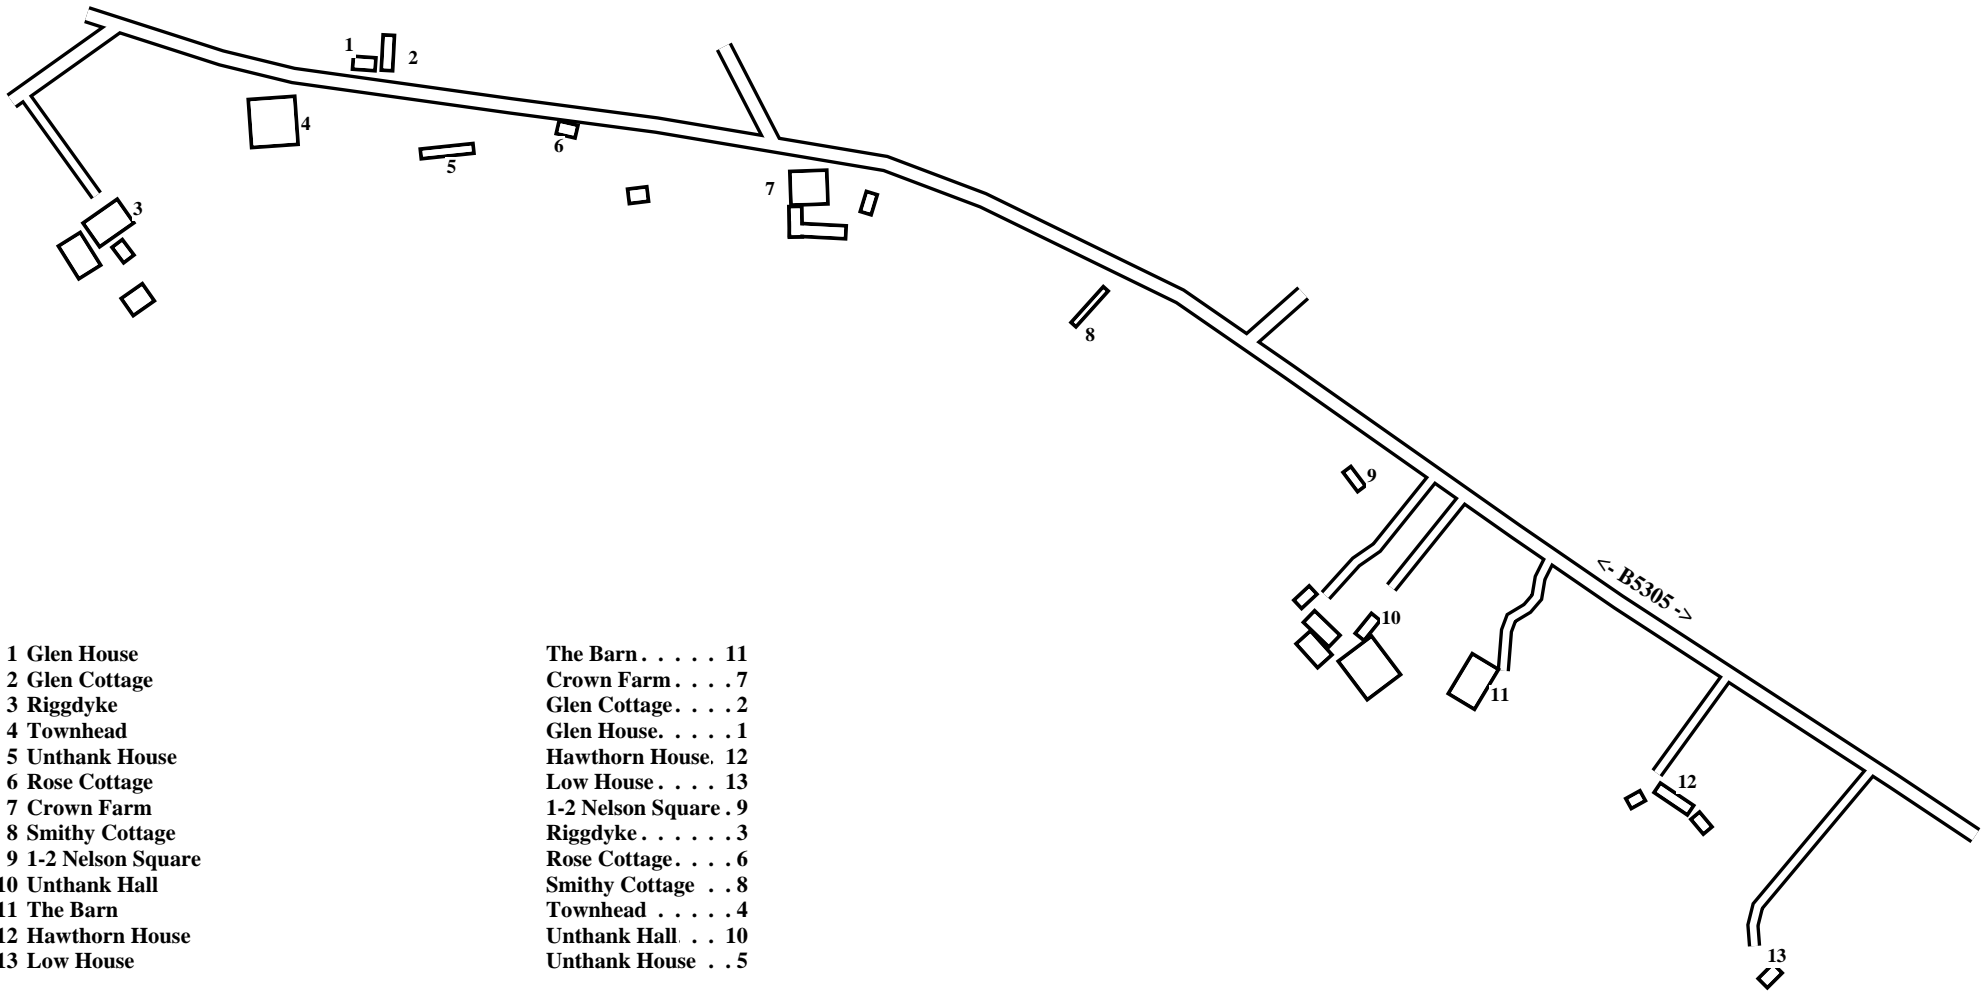 1
2
3
4
5
6
7
8
9
10
11
12
13
<- B5305 ->
1 Glen House
2 Glen Cottage
3 Riggdyke
4 Townhead
5 Unthank House
6 Rose Cottage
7 Crown Farm
8 Smithy Cottage
9 1-2 Nelson Square
10 Unthank Hall
11 The Barn
12 Hawthorn House
13 Low House
The Barn . . . . . 11
Crown Farm . . . . 7
Glen Cottage . . . . 2
Glen House. . . . . 1
Hawthorn House. 12
Low House . . . . 13
1-2 Nelson Square . 9
Riggdyke . . . . . . 3
Rose Cottage . . . . 6
Smithy Cottage . . 8
Townhead . . . . . 4
Unthank Hall . . . 10
Unthank House . . 5